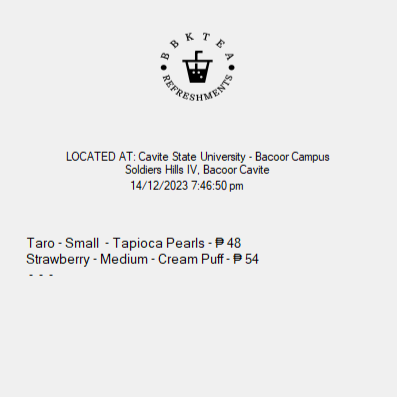 BBKTEA
REFRESHMENTS
LOCATED AT: Cavite State University - Bacoor Campus
Soldiers Hills IV, Bacoor Cavite
14/12/2023 7:46:50 pm
Taro - Small - Tapioca Pearls - ₱ 48
Strawberry - Medium - Cream Puff - ₱ 54
- - -